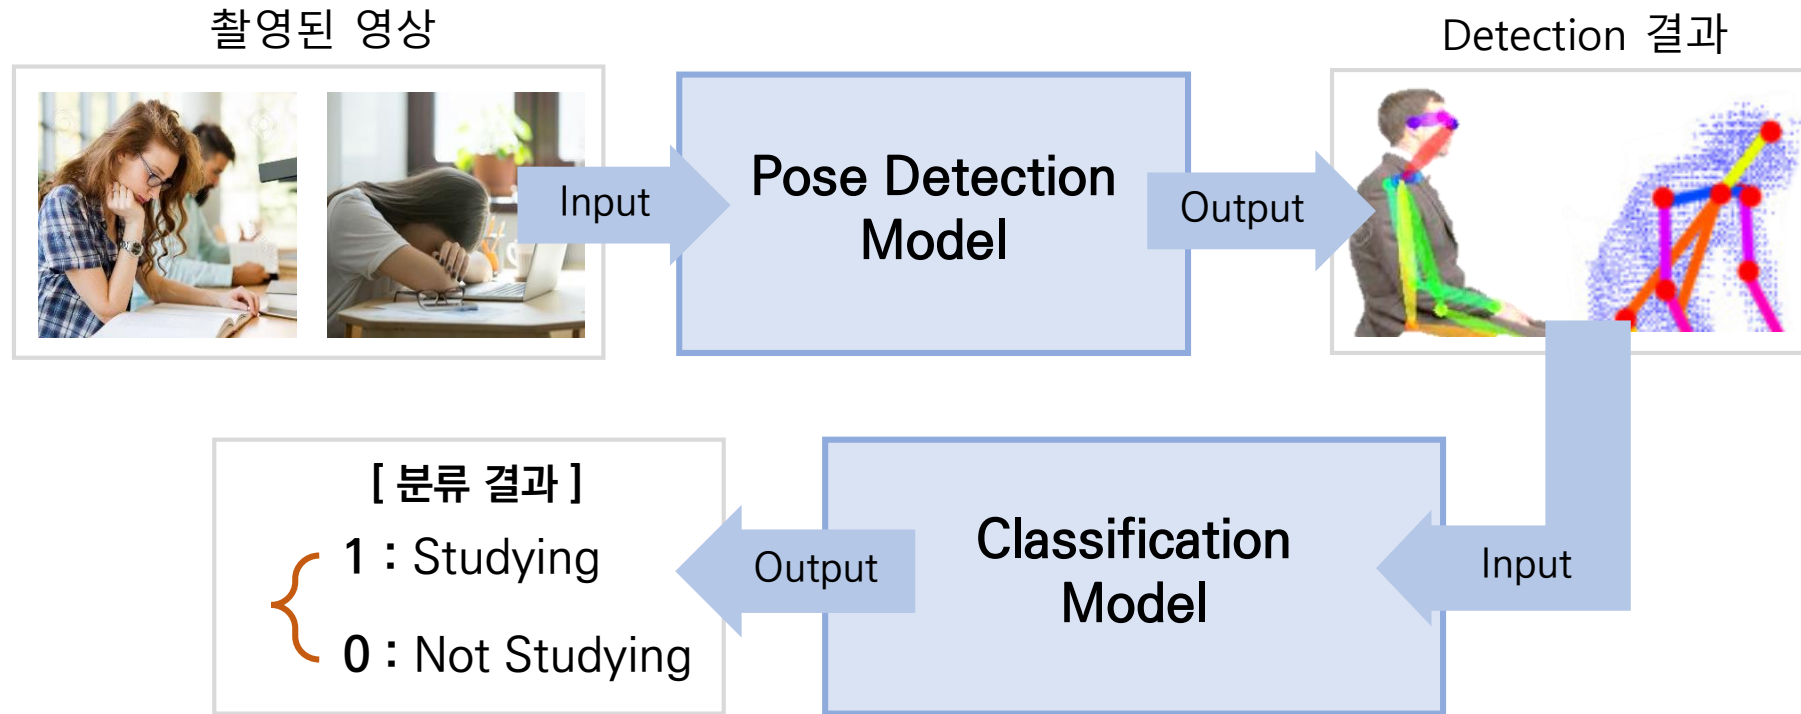 촬영된 영상
Detection 결과
Input
Pose Detection
Model
Output
[ 분류 결과 ]
1 : Studying
0 : Not Studying
Output
Classification
Model
Input